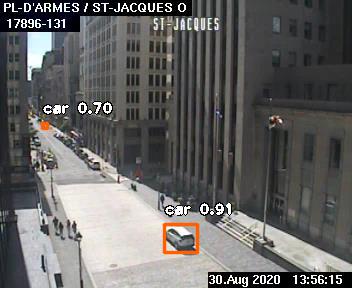 PL-D'ARMES / ST-JACQUES O
17896-131
ST-JACQUES
car 0.70
car 0.91
30.Aug 2020 13:56:15